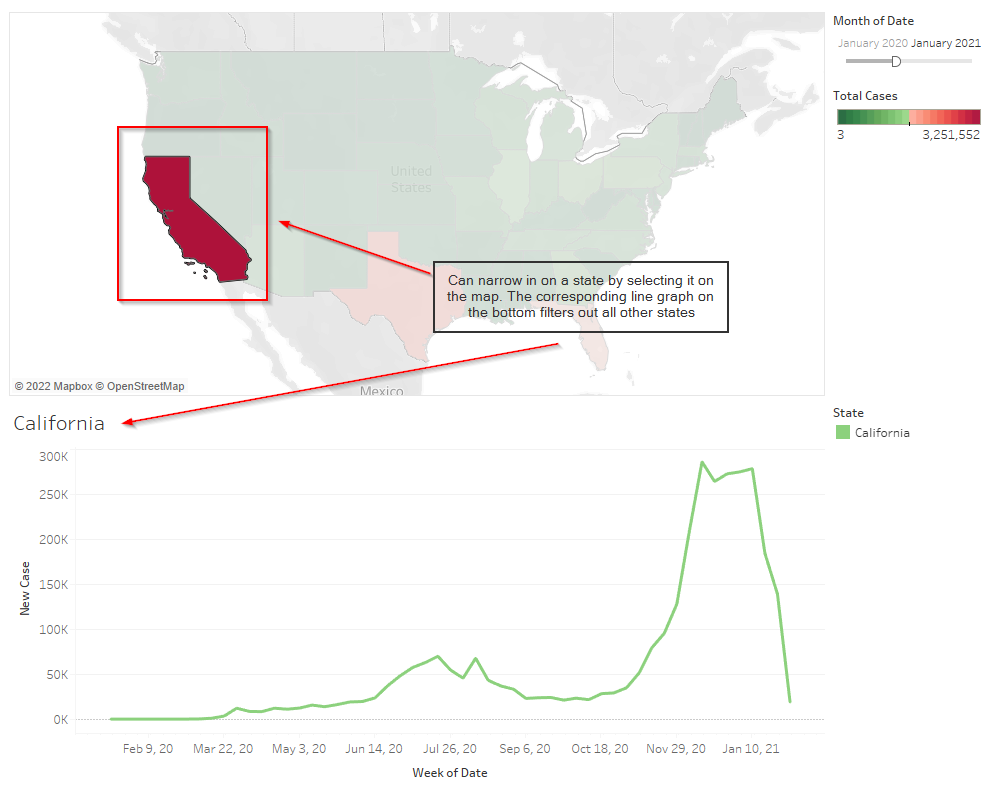 Month of Date
January 2020 January 2021
Total Cases
3 3,251,552
United
States
Can narrow in on a state by selecting it on
the map. The corresponding line graph on
the bottom filters out all other states
© 2022 Mapbox © OpenStreetMap
Mexico
California
State
California
300K
250K
200K
150K
100K
50K
0K
New Case
Feb 9, 20 Mar 22, 20 May 3, 20 Jun 14, 20 Jul 26, 20 Sep 6, 20 Oct 18, 20 Nov 29, 20 Jan 10, 21
Week of Date